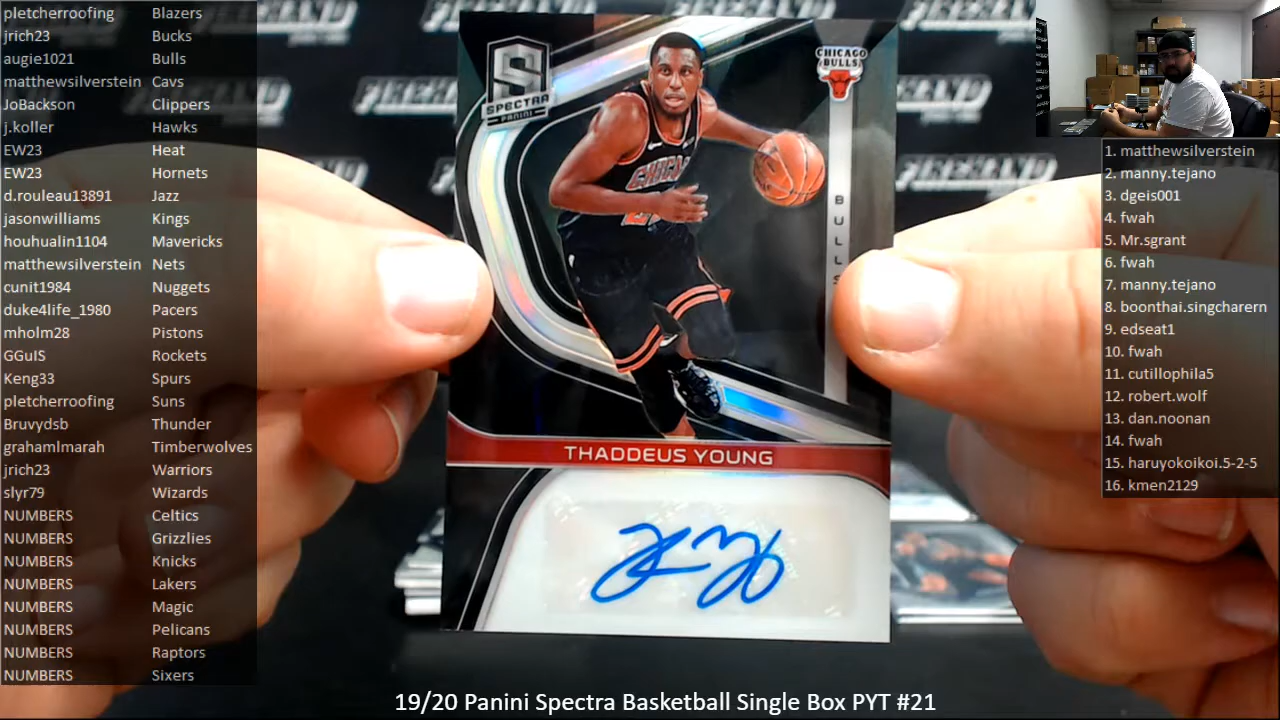 pletcherroofing Blazers
jrich23 Bucks
augie1021 Bulls
matthewsilverstein Cavs
JoBackson Clippers
j.koller Hawks
EW23 Heat
EW23 Hornets
d.rouleau13891 Jazz
jasonwilliams Kings
houhualin1104 Mavericks
matthewsilverstein Nets
cunit1984 Nuggets
duke4life_1980 Pacers
mholm28 Pistons
GGuIS Rockets
Keng33 Spurs
pletcherroofing Suns
Bruvydsb Thunder
grahamlmarah Timberwolves
jrich23 Warriors
slyr79 Wizards
NUMBERS Celtics
NUMBERS Grizzlies
NUMBERS Knicks
NUMBERS Lakers
NUMBERS Magic
NUMBERS Pelicans
NUMBERS Raptors
NUMBERS Sixers
S
SPECTRA
PANINI
CHICAGO
BULLS
BULLS
THADDEUS YOUNG
1. matthewsilverstein
2. manny.tejano
3. dgeis001
4. fwah
5. Mr.sgrant
6. fwah
7. manny.tejano
8. boonthai.singcharern
9. edseat1
10. fwah
11. cutillophila5
12. robert.wolf
13. dan.noonan
14. fwah
15. haruyokoikoi.5-2-5
16. kmen2129
19/20 Panini Spectra Basketball Single Box PYT #21